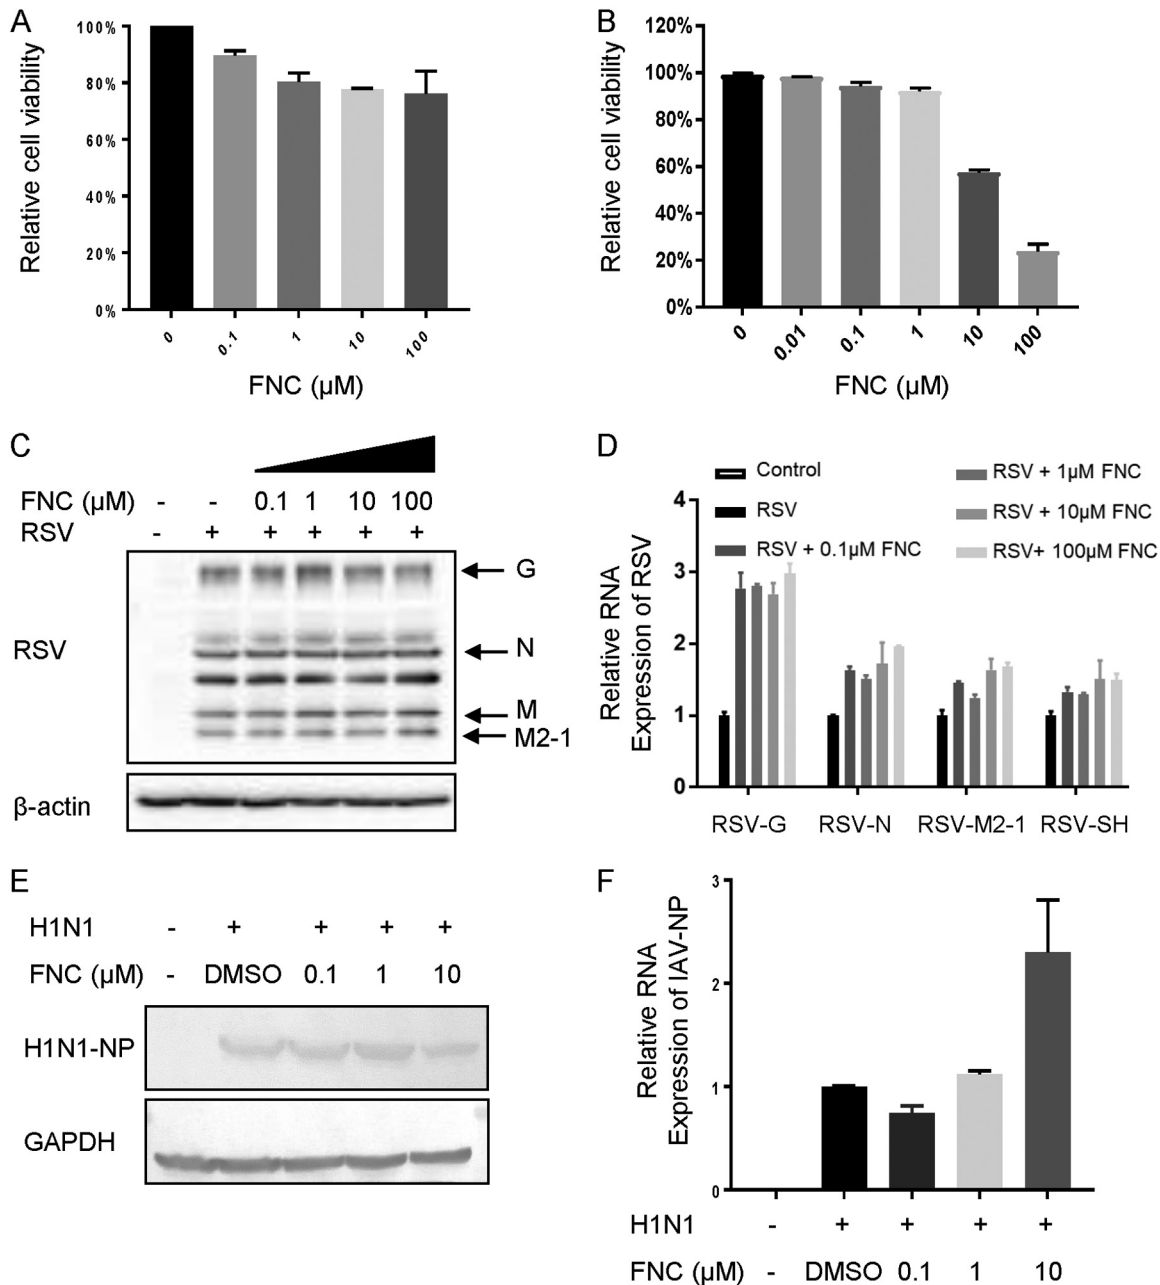 A
Relative cell viability
100%
80%
60%
40%
20%
0%
0 0.1 1 10 100
FNC (µM)
B
Relative cell viability
120%
100%
80%
60%
40%
20%
0%
0 0.01 0.1 1 10 100
FNC (µM)
C
FNC (µM) - - 0.1 1 10 100
RSV - + + + + +
RSV
G
N
M
M2-1
β-actin
D
Control
RSV
RSV + 0.1µM FNC
RSV + 1µM FNC
RSV + 10µM FNC
RSV+ 100µM FNC
Relative RNA
Expression of RSV
4
3
2
1
0
RSV-G RSV-N RSV-M2-1 RSV-SH
E
H1N1 - + + + +
FNC (µM) - DMSO 0.1 1 10
H1N1-NP
GAPDH
F
Relative RNA
Expression of IAV-NP
3
2
1
0
H1N1 - + + + +
FNC (µM) - DMSO 0.1 1 10